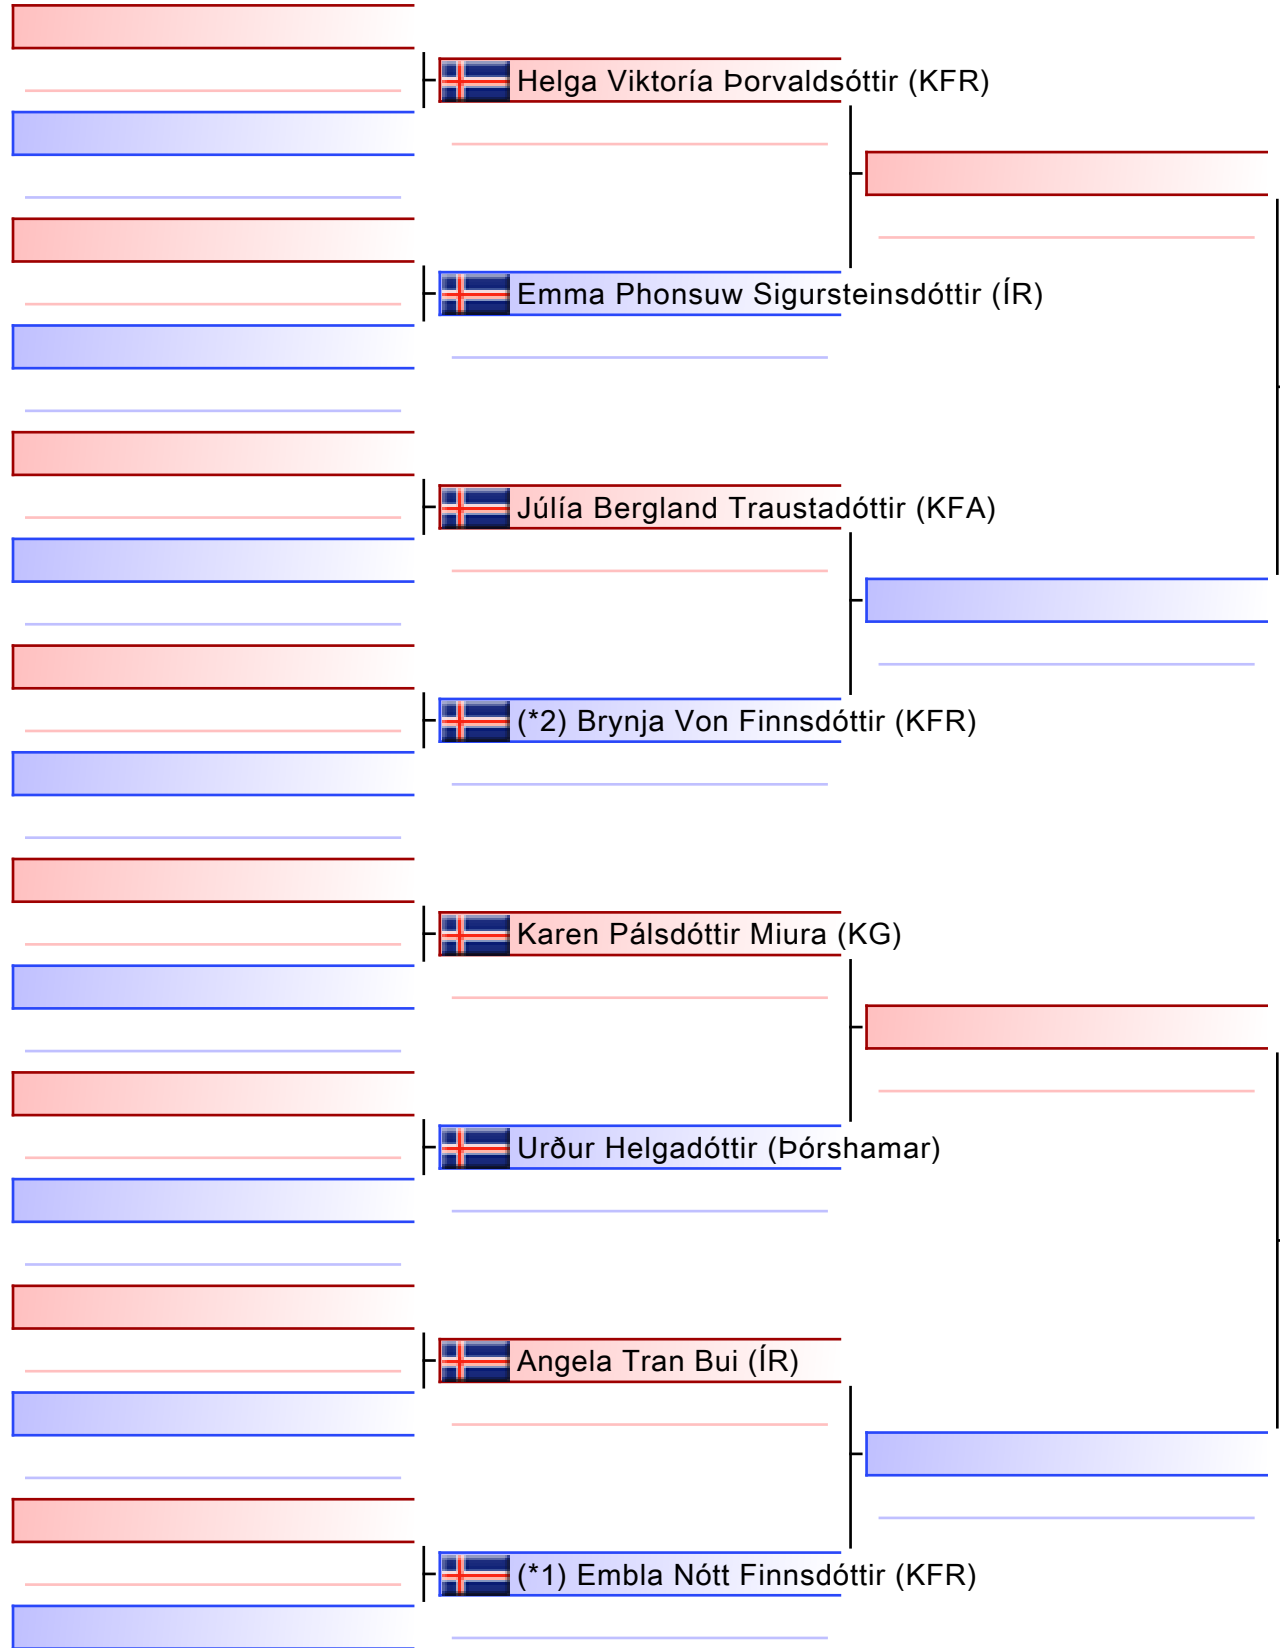 Helga Viktoría Þorvaldsóttir (KFR)
Emma Phonsuw Sigursteinsdóttir (ÍR)
Júlía Bergland Traustadóttir (KFA)
(*2) Brynja Von Finnsdóttir (KFR)
Karen Pálsdóttir Miura (KG)
Urður Helgadóttir (Þórshamar)
Angela Tran Bui (ÍR)
(*1) Embla Nótt Finnsdóttir (KFR)